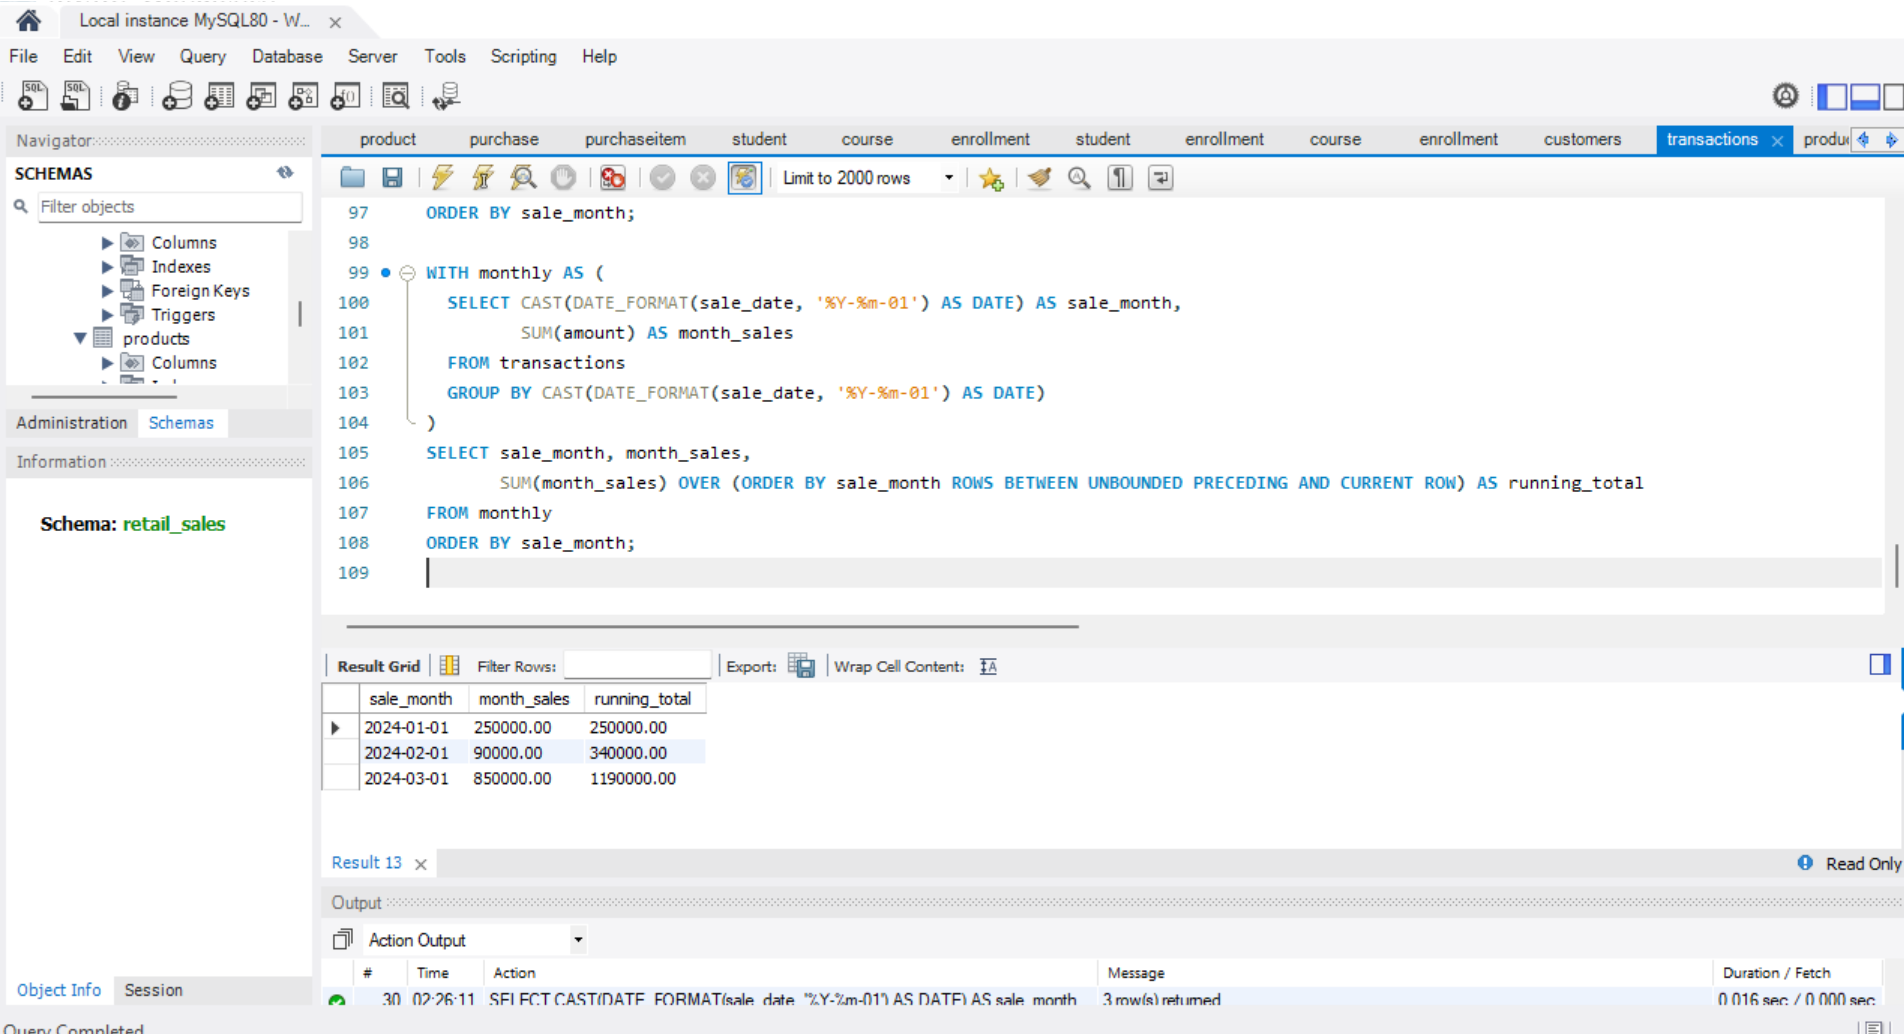 Local instance MySQL80 - W...
File Edit View Query Database Server Tools Scripting Help
Navigator
SCHEMAS
Filter objects
Columns
Indexes
Foreign Keys
Triggers
products
Columns
Administration Schemas
Information
Schema: retail_sales
Object Info Session
product purchase purchaseitem student course enrollment student enrollment course enrollment customers transactions
Limit to 2000 rows
97 ORDER BY sale_month;
98
99 WITH monthly AS (
100 SELECT CAST(DATE_FORMAT(sale_date, '%Y-%m-01') AS DATE) AS sale_month,
101 SUM(amount) AS month_sales
102 FROM transactions
103 GROUP BY CAST(DATE_FORMAT(sale_date, '%Y-%m-01') AS DATE)
104 )
105 SELECT sale_month, month_sales,
106 SUM(month_sales) OVER (ORDER BY sale_month ROWS BETWEEN UNBOUNDED PRECEDING AND CURRENT ROW) AS running_total
107 FROM monthly
108 ORDER BY sale_month;
109
Result Grid Filter Rows: Export: Wrap Cell Content:
sale_month month_sales running_total
2024-01-01 250000.00 250000.00
2024-02-01 90000.00 340000.00
2024-03-01 850000.00 1190000.00
Result 13 Read Only
Output
Action Output
# Time Action Message Duration / Fetch
30 02:26:11 SELECT CAST(DATE_FORMAT(sale_date, '%Y-%m-01') AS DATE) AS sale_month, 3 row(s) returned 0.016 sec / 0.000 sec
Query Completed